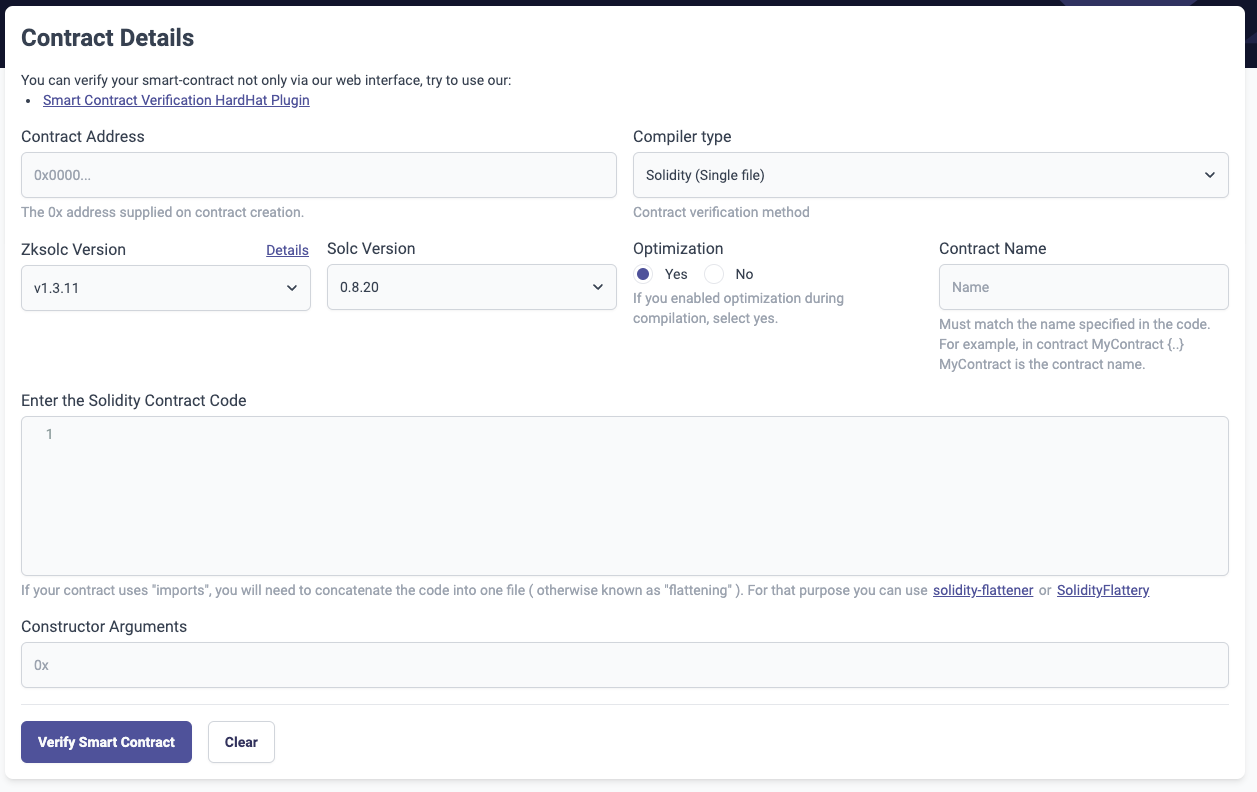 Contract Details
You can verify your smart-contract not only via our web interface, try to use our:
• Smart Contract Verification HardHat Plugin
Contract Address
0x0000...
The 0x address supplied on contract creation.
Compiler type
Solidity (Single file)
Contract verification method
Zksolc Version
Details
v1.3.11
Solc Version
0.8.20
Optimization
Yes
No
If you enabled optimization during
compilation, select yes.
Contract Name
Name
Must match the name specified in the code.
For example, in contract MyContract {..}
MyContract is the contract name.
Enter the Solidity Contract Code
1
If your contract uses "imports", you will need to concatenate the code into one file ( otherwise known as "flattening" ). For that purpose you can use solidity-flattener or SolidityFlattery
Constructor Arguments
0x
Verify Smart Contract
Clear